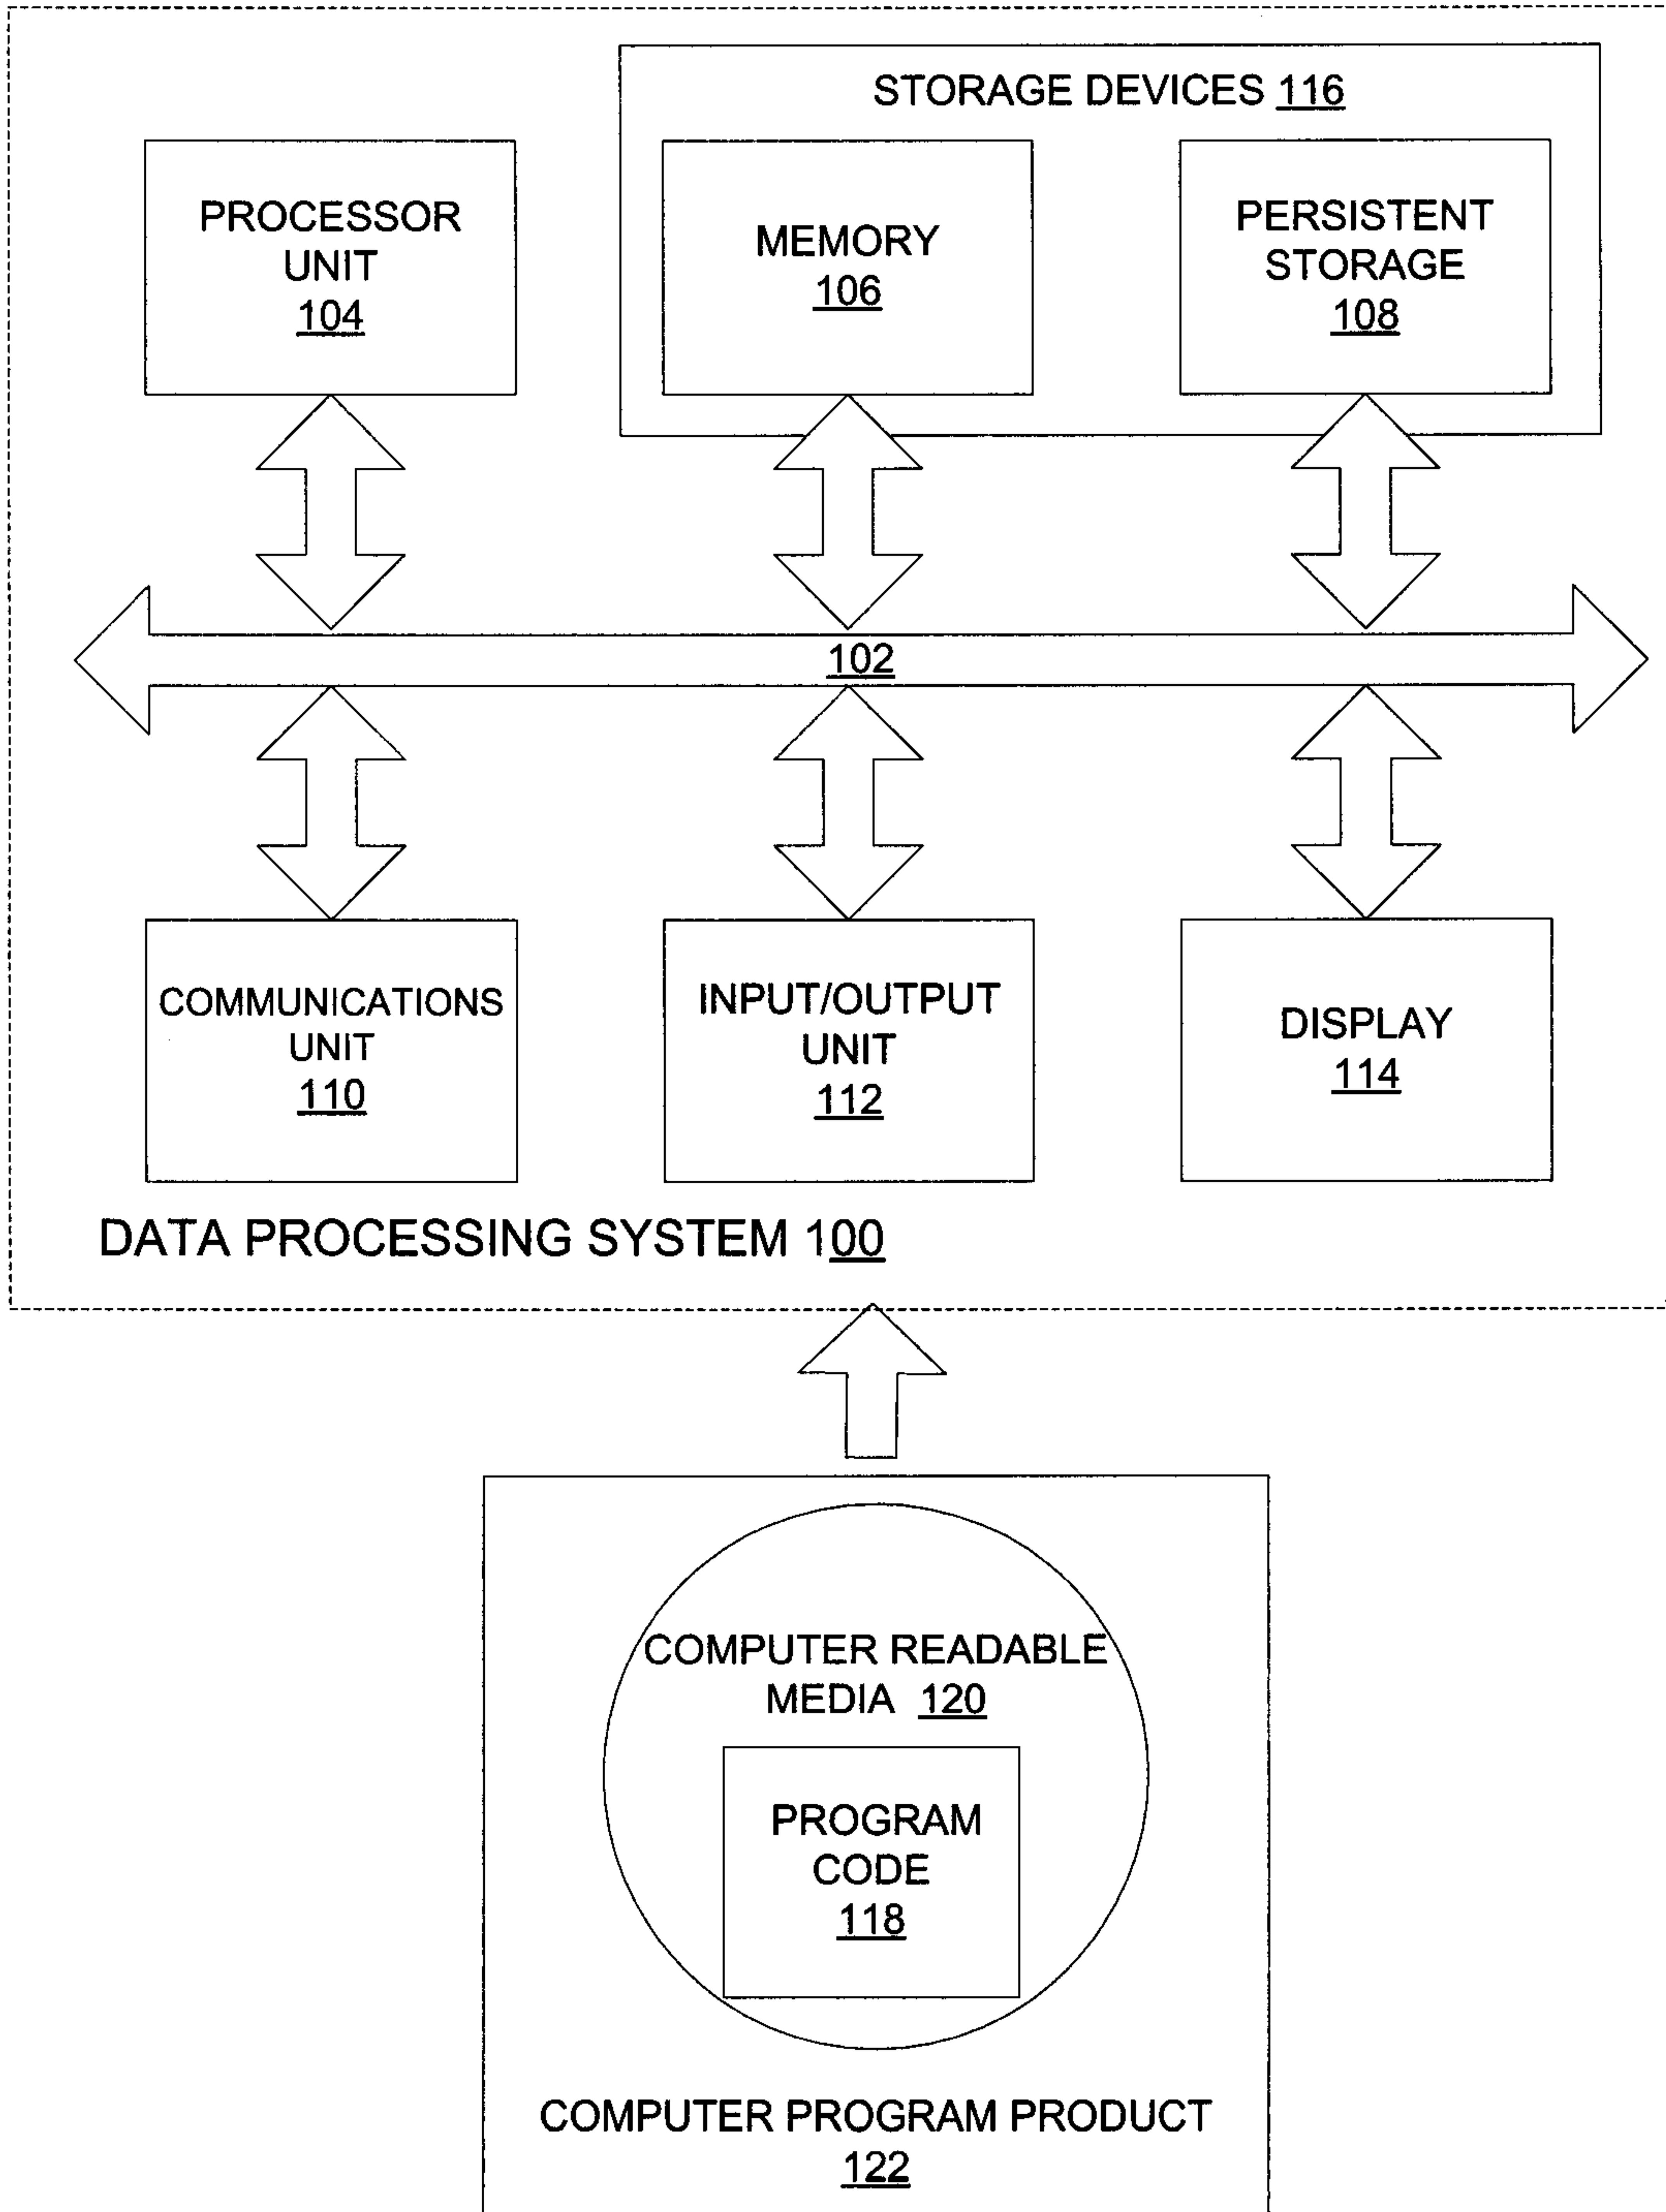 STORAGE DEVICES 116
PROCESSOR
UNIT
104
MEMORY
106
PERSISTENT
STORAGE
108
102
COMMUNICATIONS
UNIT
110
INPUT/OUTPUT
UNIT
112
DISPLAY
114
DATA PROCESSING SYSTEM 100
COMPUTER READABLE
MEDIA 120
PROGRAM
CODE
118
COMPUTER PROGRAM PRODUCT
122